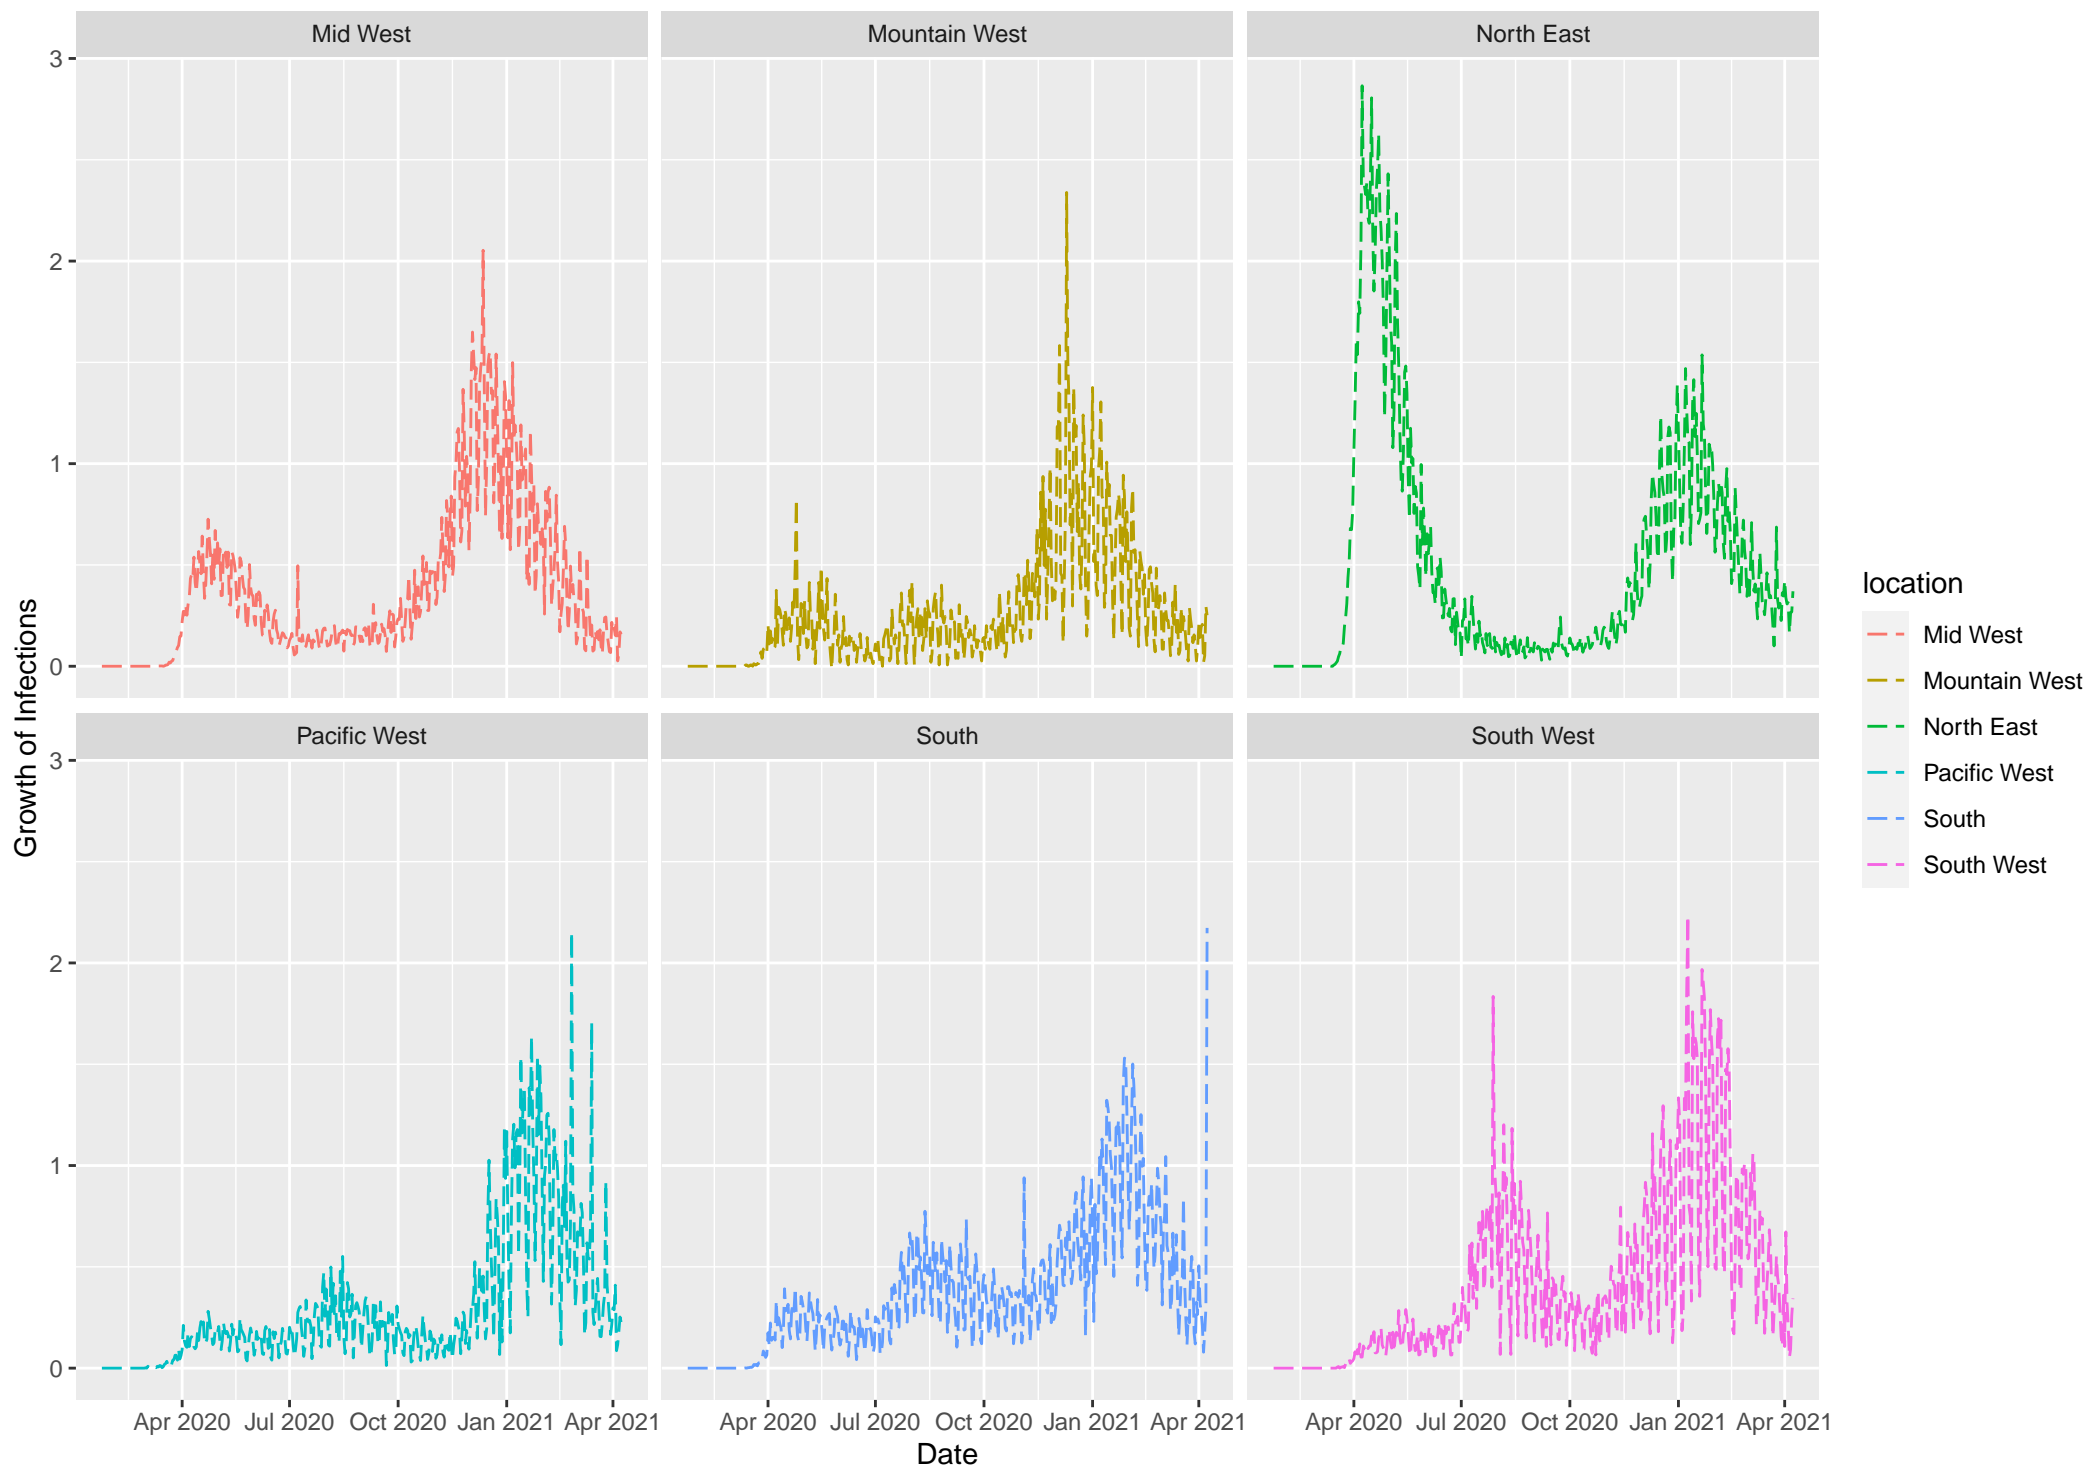 Mid West
Mountain West
North East
3
2
1
0
Pacific West
South
South West
3
2
1
0
Apr 2020 Jul 2020 Oct 2020 Jan 2021 Apr 2021
Apr 2020 Jul 2020 Oct 2020 Jan 2021 Apr 2021
Apr 2020 Jul 2020 Oct 2020 Jan 2021 Apr 2021
Date
Growth of Infections
location
Mid West
Mountain West
North East
Pacific West
South
South West